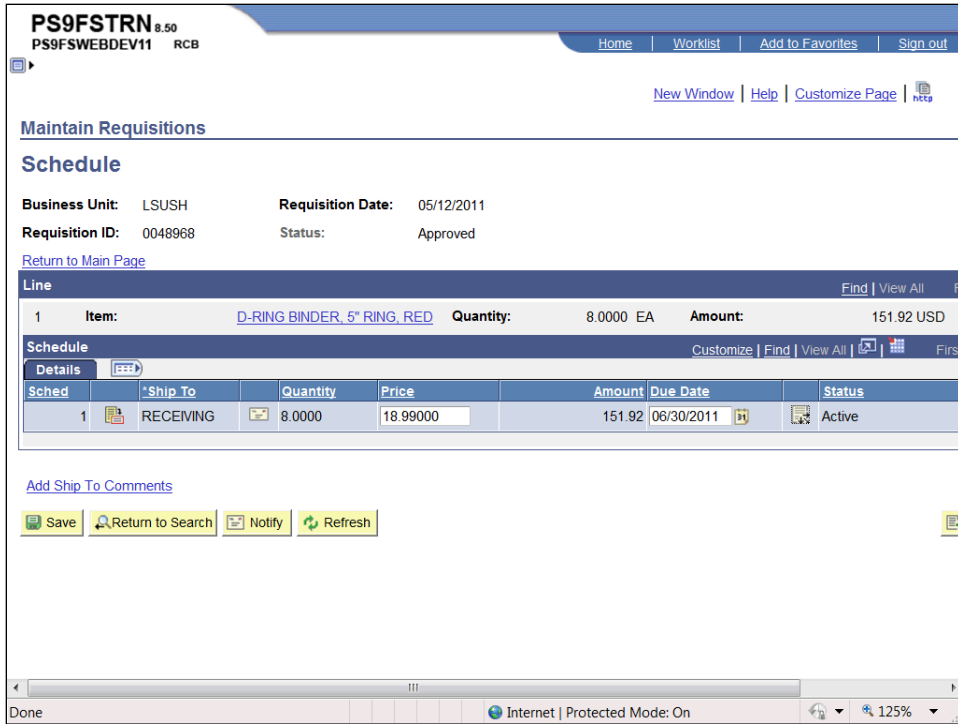 PS9FSTRN 8.50
PS9FSWEBDEV11 RCB
Home | Worklist | Add to Favorites | Sign out
New Window | Help | Customize Page | http
Maintain Requisitions
Schedule
Business Unit: LSUSH Requisition Date: 05/12/2011
Requisition ID: 0048968 Status: Approved
Return to Main Page
Line Find | View All F
1 Item: D-RING BINDER, 5" RING, RED Quantity: 8.0000 EA Amount: 151.92 USD
Schedule Customize | Find | View All | | Firs
Details
Sched *Ship To Quantity Price Amount Due Date Status
1 RECEIVING 8.0000 18.99000 151.92 06/30/2011 31 Active
Add Ship To Comments
Save Return to Search Notify Refresh
Done Internet | Protected Mode: On 125%